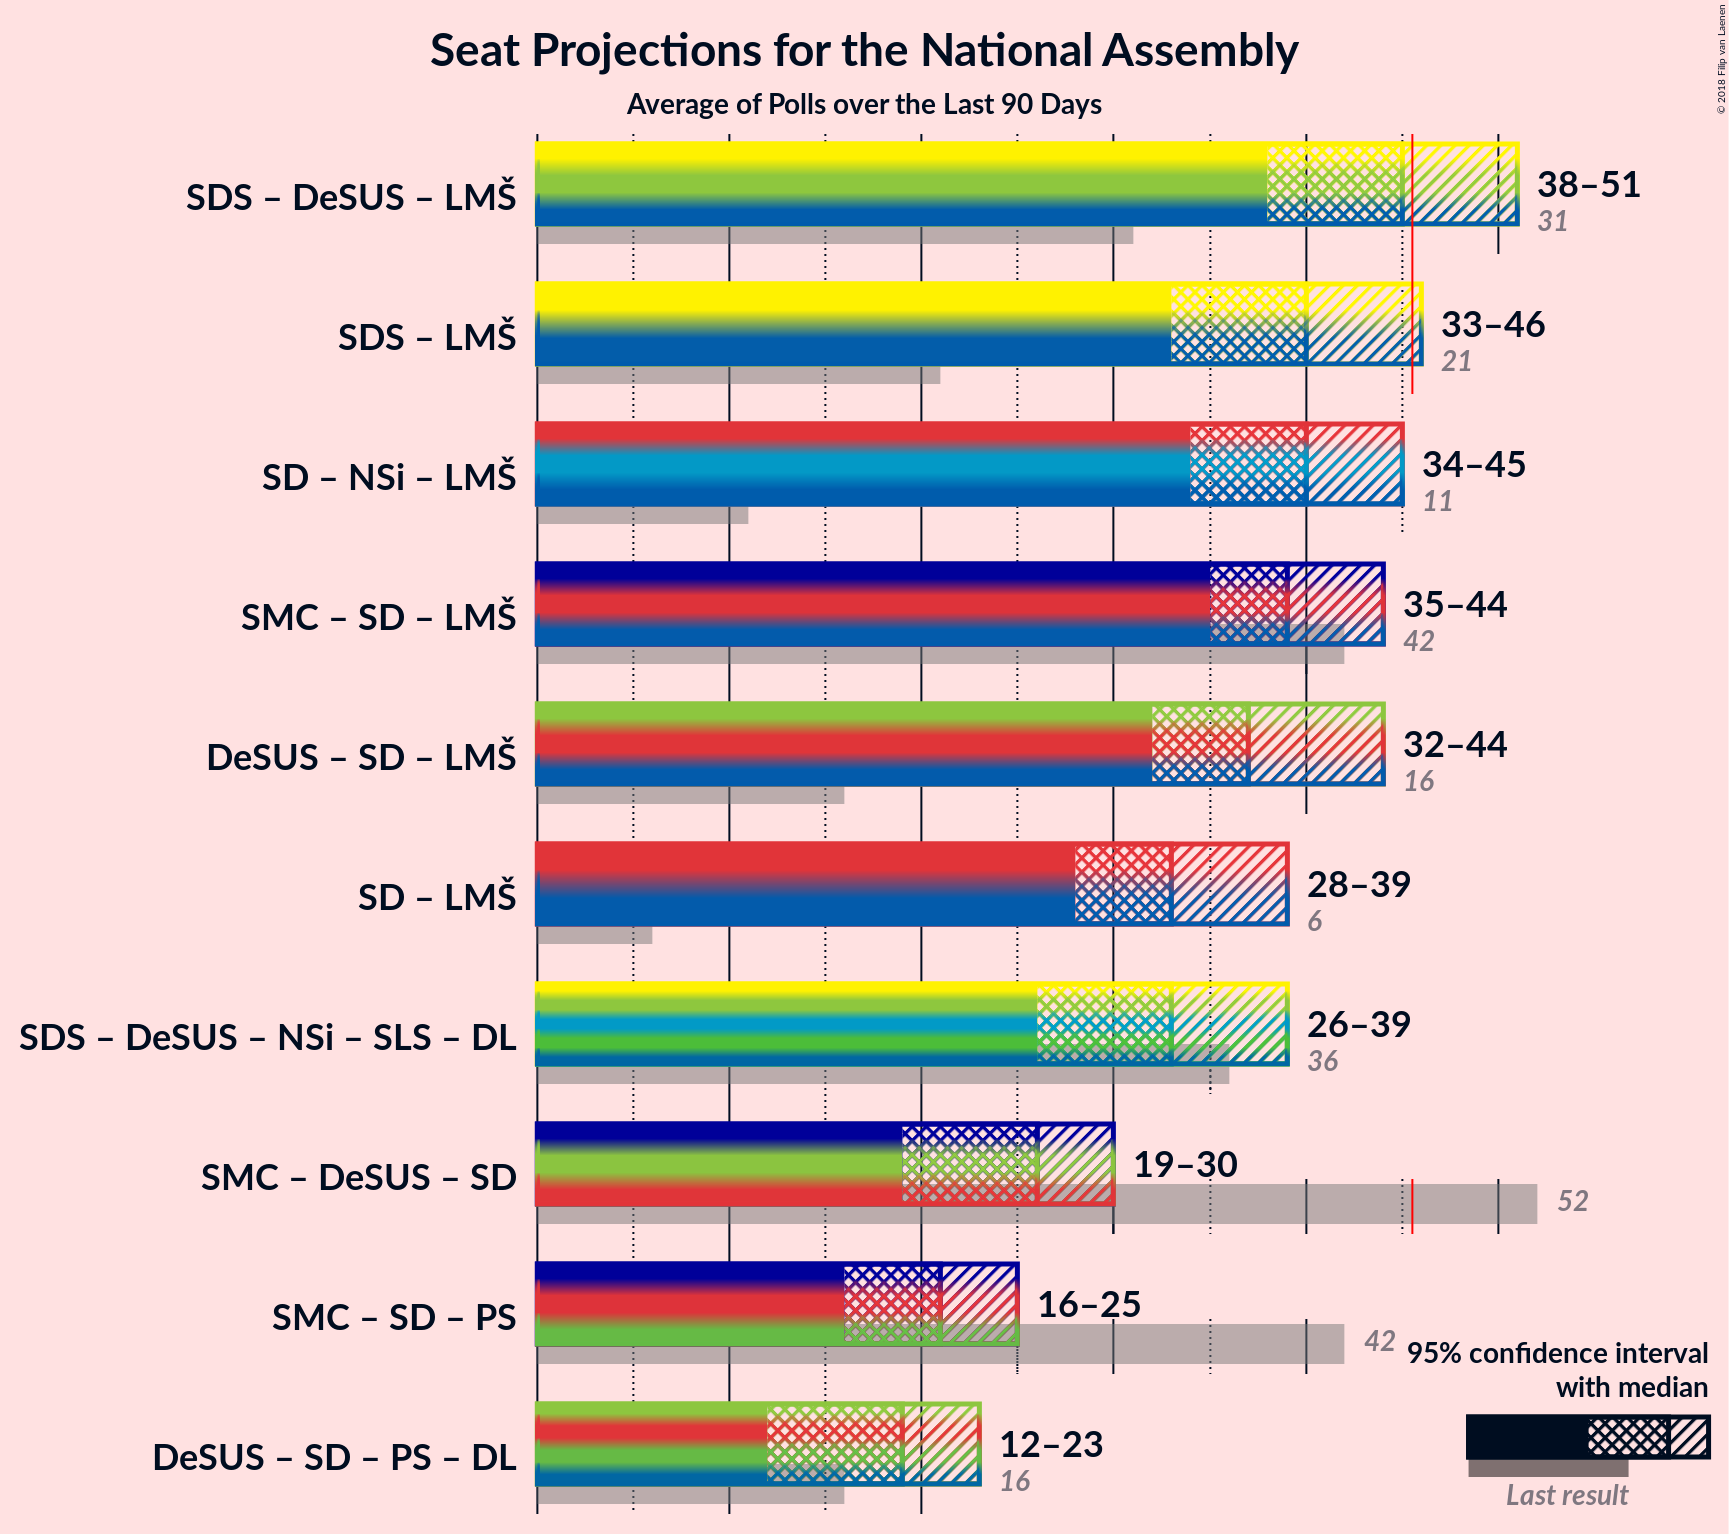 Seat Projections for the National Assembly
Average of Polls over the Last 90 Days
© 2018 Filip van Laenen
SDS – DeSUS – LMŠ
38–51
31
SDS – LMŠ
33–46
21
SD – NSi – LMŠ
34–45
11
SMC – SD – LMŠ
35–44
42
DeSUS – SD – LMŠ
32–44
16
SD – LMŠ
28–39
6
SDS – DeSUS – NSi – SLS – DL
26–39
36
SMC – DeSUS – SD
19–30
52
SMC – SD – PS
16–25
42
DeSUS – SD – PS – DL
12–23
16
95% confidence interval
with median
Last result